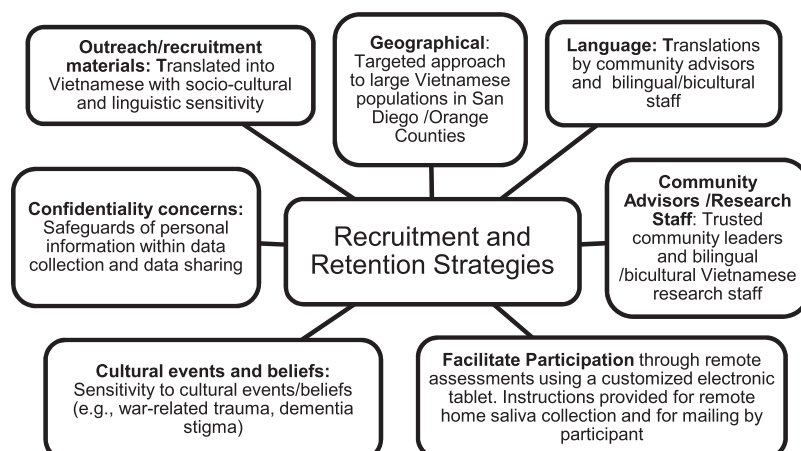 Outreach/recruitment
materials: Translated into
Vietnamese with socio-cultural
and linguistic sensitivity
Geographical:
Targeted approach
to large Vietnamese
populations in San
Diego /Orange
Counties
Language: Translations
by community advisors
and bilingual/bicultural
staff
Confidentiality concerns:
Safeguards of personal
information within data
collection and data sharing
Recruitment and
Retention Strategies
Community
Advisors /Research
Staff: Trusted
community leaders
and bilingual
/bicultural Vietnamese
research staff
Cultural events and beliefs:
Sensitivity to cultural events/beliefs
(e.g., war-related trauma, dementia
stigma)
Facilitate Participation through remote
assessments using a customized electronic
tablet. Instructions provided for remote
home saliva collection and for mailing by
participant